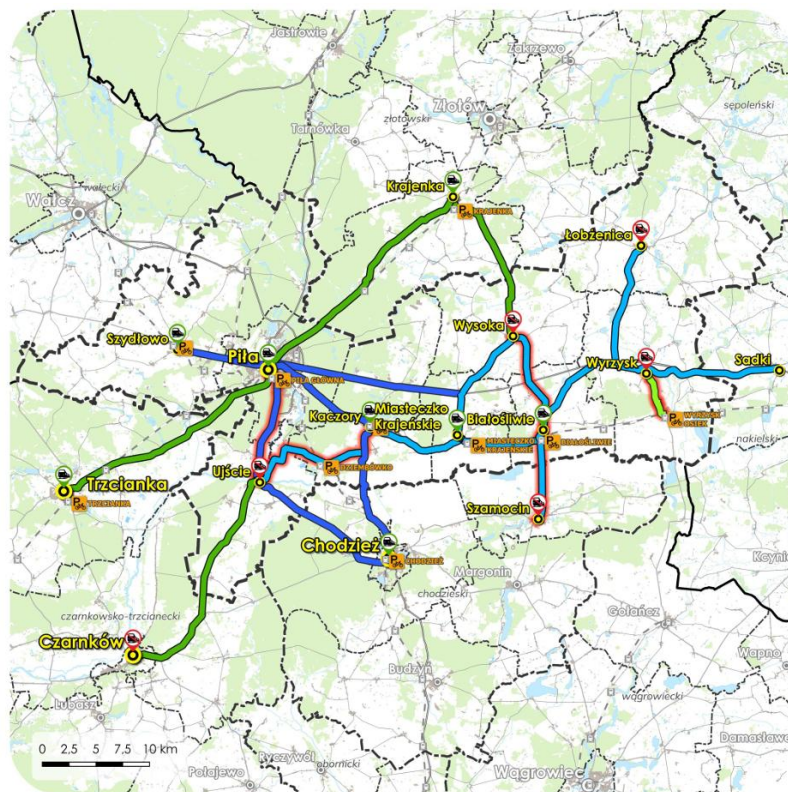 Jastrowie
Zakrzewo
Złotów
złotowski
sępoleński
Tarnówka
Wałcz
wałecki
Krajenka
KRAJENKA
Łobżenica
Szydłowo
Piła
PIŁA GŁÓWNA
Wysoka
Wyrzysk
Sadki
Kaczory
Miasteczko
Krajeńskie
Białośliwie
WYRZYSK
OSIEK
MIASTECZKO
KRAJEŃSKIE
BIAŁOŚLIWIE
nakielski
Ujście
DZIEMBÓWKO
Trzcianka
TRZCIANKA
Szamocin
Chodzież
CHODZIEŻ
Kcynia
Margonin
chodzieski
Gołańcz
czarnkowsko-trzcianecki
Czarnków
Wapno
Budzyń
wągrowiecki
Lubasz
Damasław
0 2.5 5 7.5 10 km
Ryczywół
obornicki
Połajewo
Wągrowiec